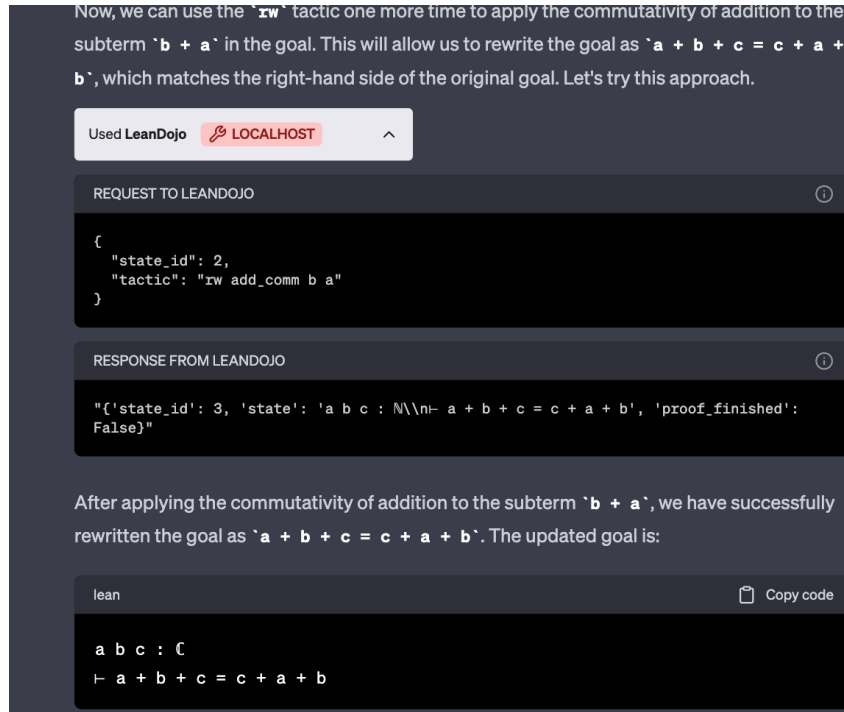 Now, we can use the `rw` tactic one more time to apply the commutativity of addition to the
subterm `b + a` in the goal. This will allow us to rewrite the goal as `a + b + c = c + a +
b`, which matches the right-hand side of the original goal. Let's try this approach.
Used LeanDojo LOCALHOST
REQUEST TO LEANDOJO
{
  "state_id": 2,
  "tactic": "rw add_comm b a"
}
RESPONSE FROM LEANDOJO
"{'state_id': 3, 'state': 'a b c : ℕ\\n⊢ a + b + c = c + a + b', 'proof_finished':
False}"
After applying the commutativity of addition to the subterm `b + a`, we have successfully
rewritten the goal as `a + b + c = c + a + b`. The updated goal is:
lean Copy code
a b c : ℂ
⊢ a + b + c = c + a + b